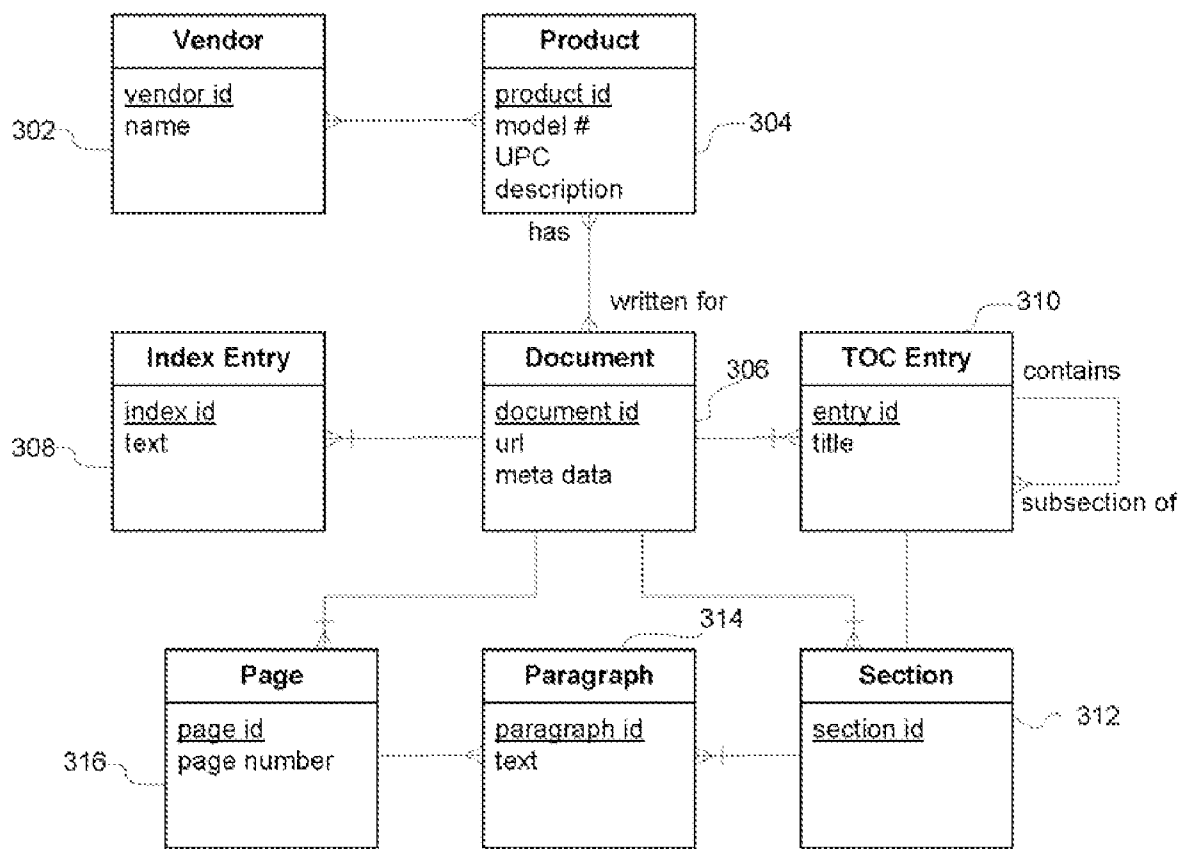 Vendor
vendor id
name
302
Product
product id
model #
UPC
description
304
has
written for
Index Entry
index id
text
308
Document
document id
url
meta data
306
310
TOC Entry
entry id
title
contains
subsection of
Page
page id
page number
316
314
Paragraph
paragraph id
text
Section
section id
312